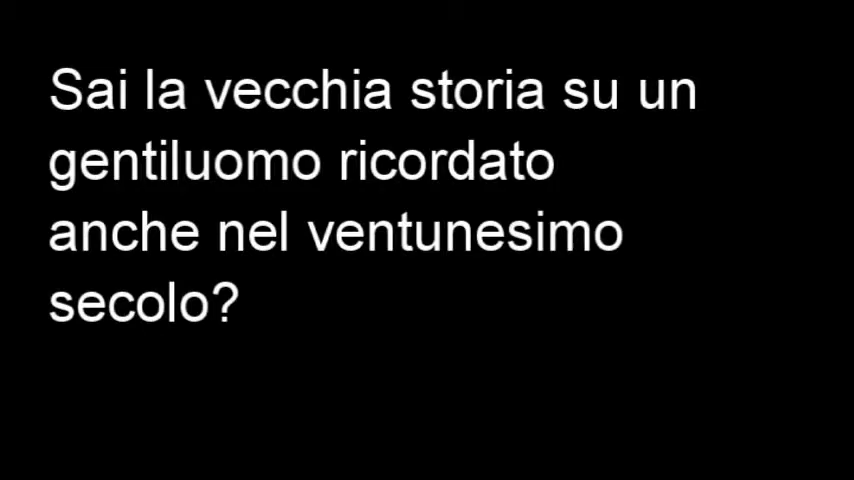 Sai la vecchia storia su un
gentiluomo ricordato
anche nel ventunesimo
secolo?